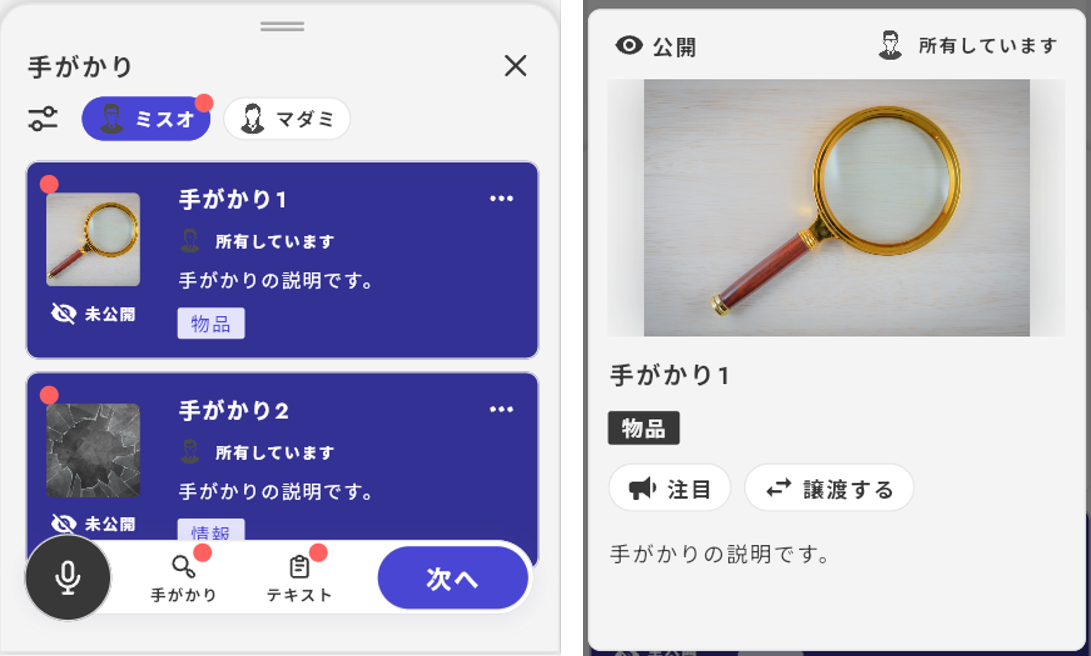 手がかり
ミスオ
マダミ
手がかり1
所有しています
手がかりの説明です。
未公開
物品
手がかり2
所有しています
手がかりの説明です。
未公開
情報
手がかり
テキスト
次へ
公開
所有しています
手がかり1
物品
注目
譲渡する
手がかりの説明です。